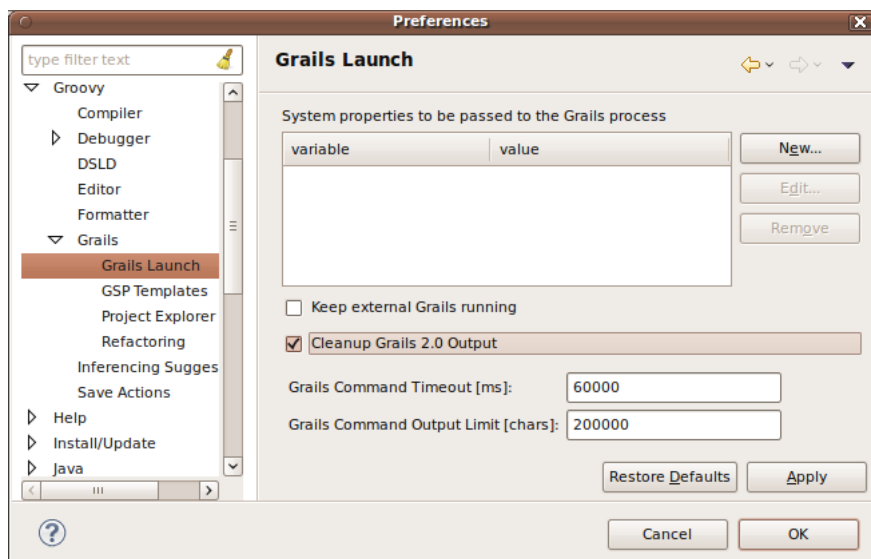 Preferences
type filter text
Groovy
Compiler
Debugger
DSLD
Editor
Formatter
Grails
Grails Launch
GSP Templates
Project Explorer
Refactoring
Inferencing Sugges
Save Actions
Help
Install/Update
Java
Grails Launch
System properties to be passed to the Grails process
variable value
New...
Edit...
Remove
Keep external Grails running
Cleanup Grails 2.0 Output
Grails Command Timeout [ms]: 60000
Grails Command Output Limit [chars]: 200000
Restore Defaults Apply
Cancel OK